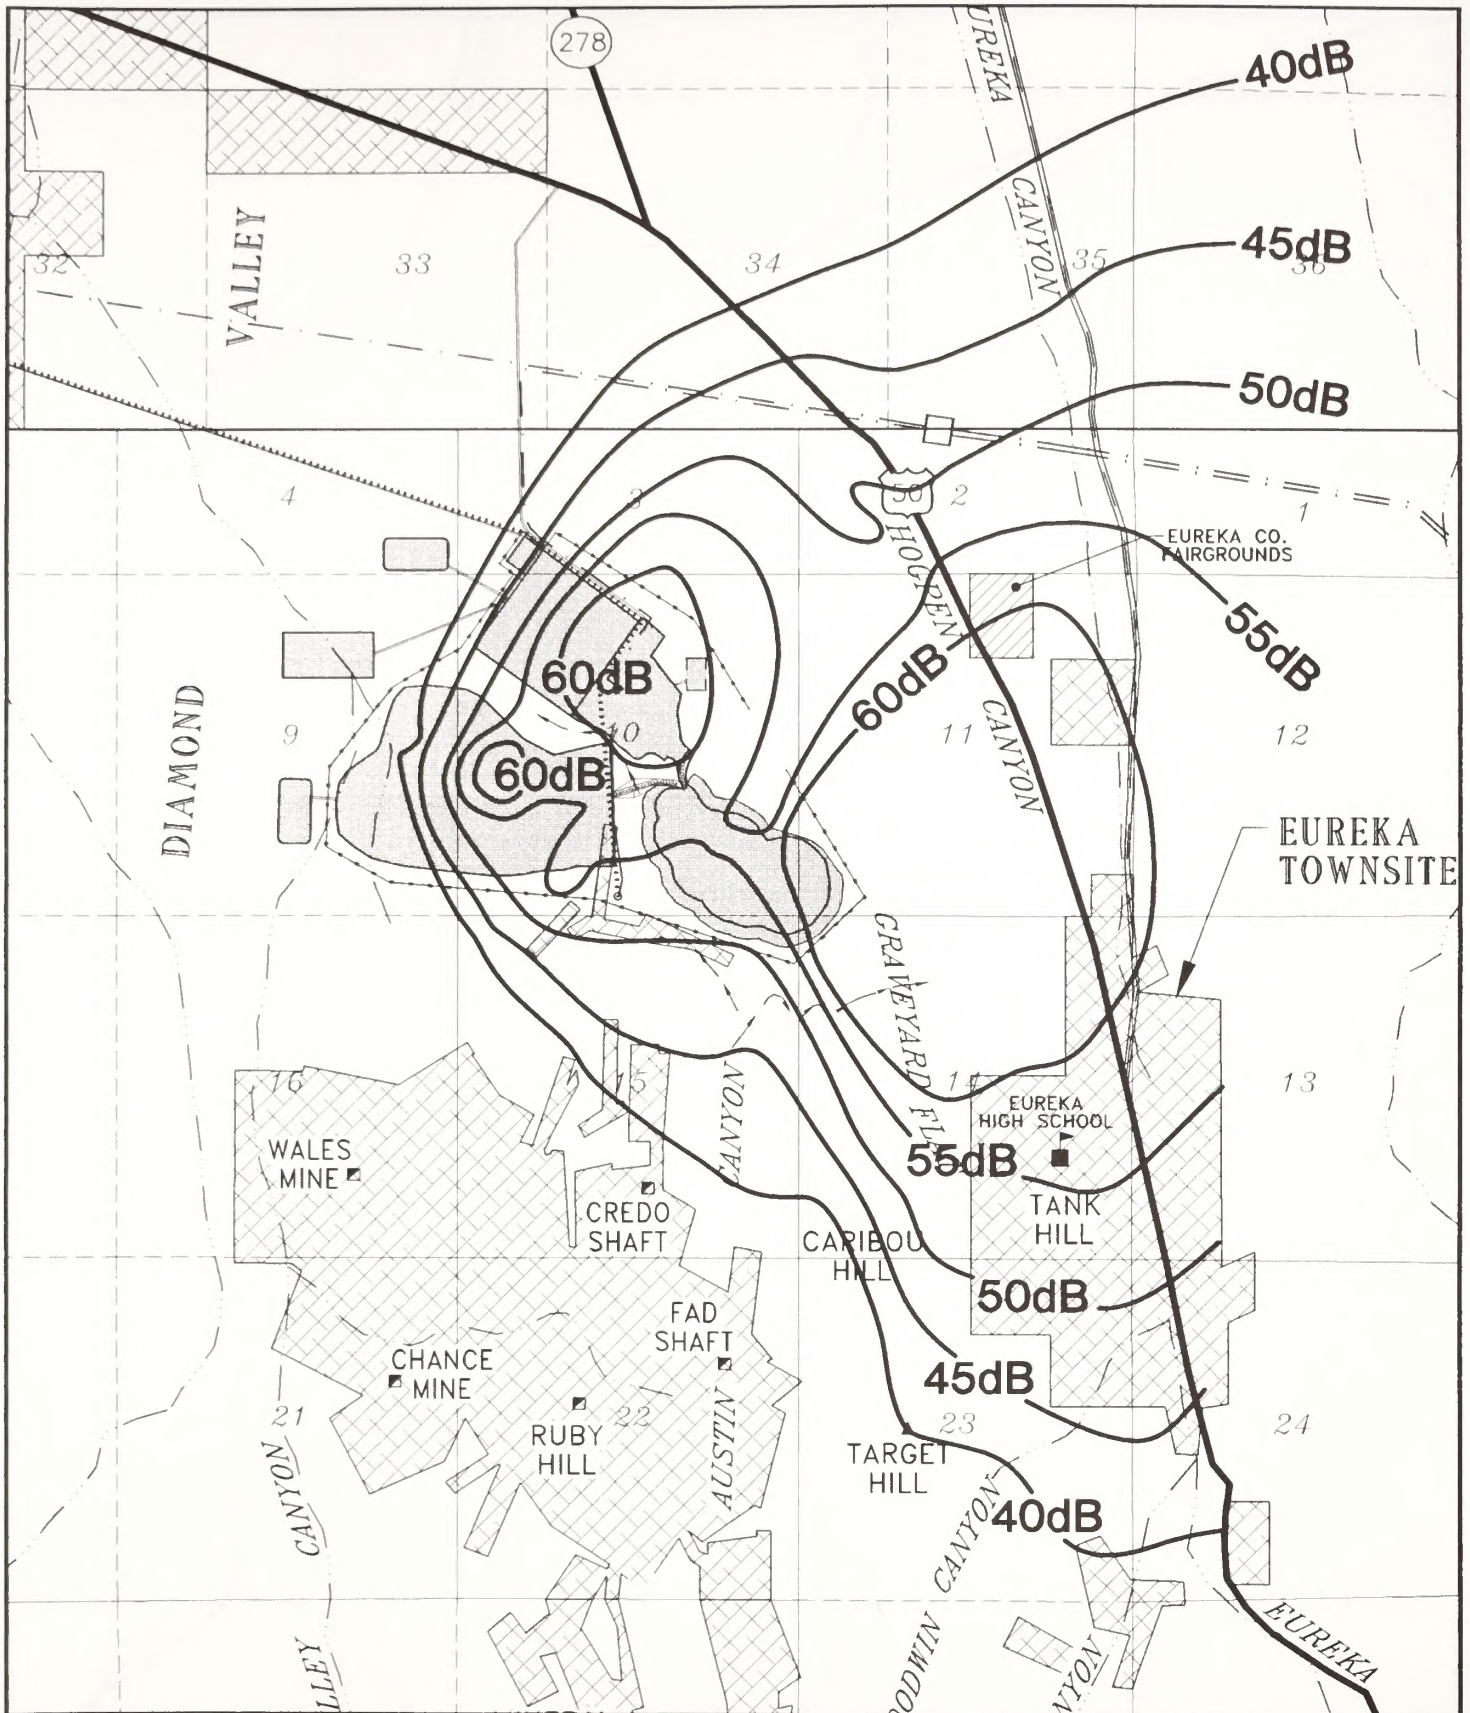 278
40dB
EUREKA
CANYON
45dB
32
33
34
35
36
VALLEY
50dB
4
3
50
2
1
HOGPEN
CANYON
EUREKA CO.
FAIRGROUNDS
55dB
60dB
60dB
60dB
DIAMOND
9
10
11
12
EUREKA
TOWNSITE
GRAVEYARD
16
15
14
13
EUREKA
HIGH SCHOOL
WALES
MINE
CANYON
55dB
CREDO
SHAFT
TANK
HILL
CARIBOU
HILL
50dB
FAD
SHAFT
CHANCE
MINE
45dB
21
22
23
24
RUBY
HILL
AUSTIN
TARGET
HILL
CANYON
40dB
CANYON
EUREKA